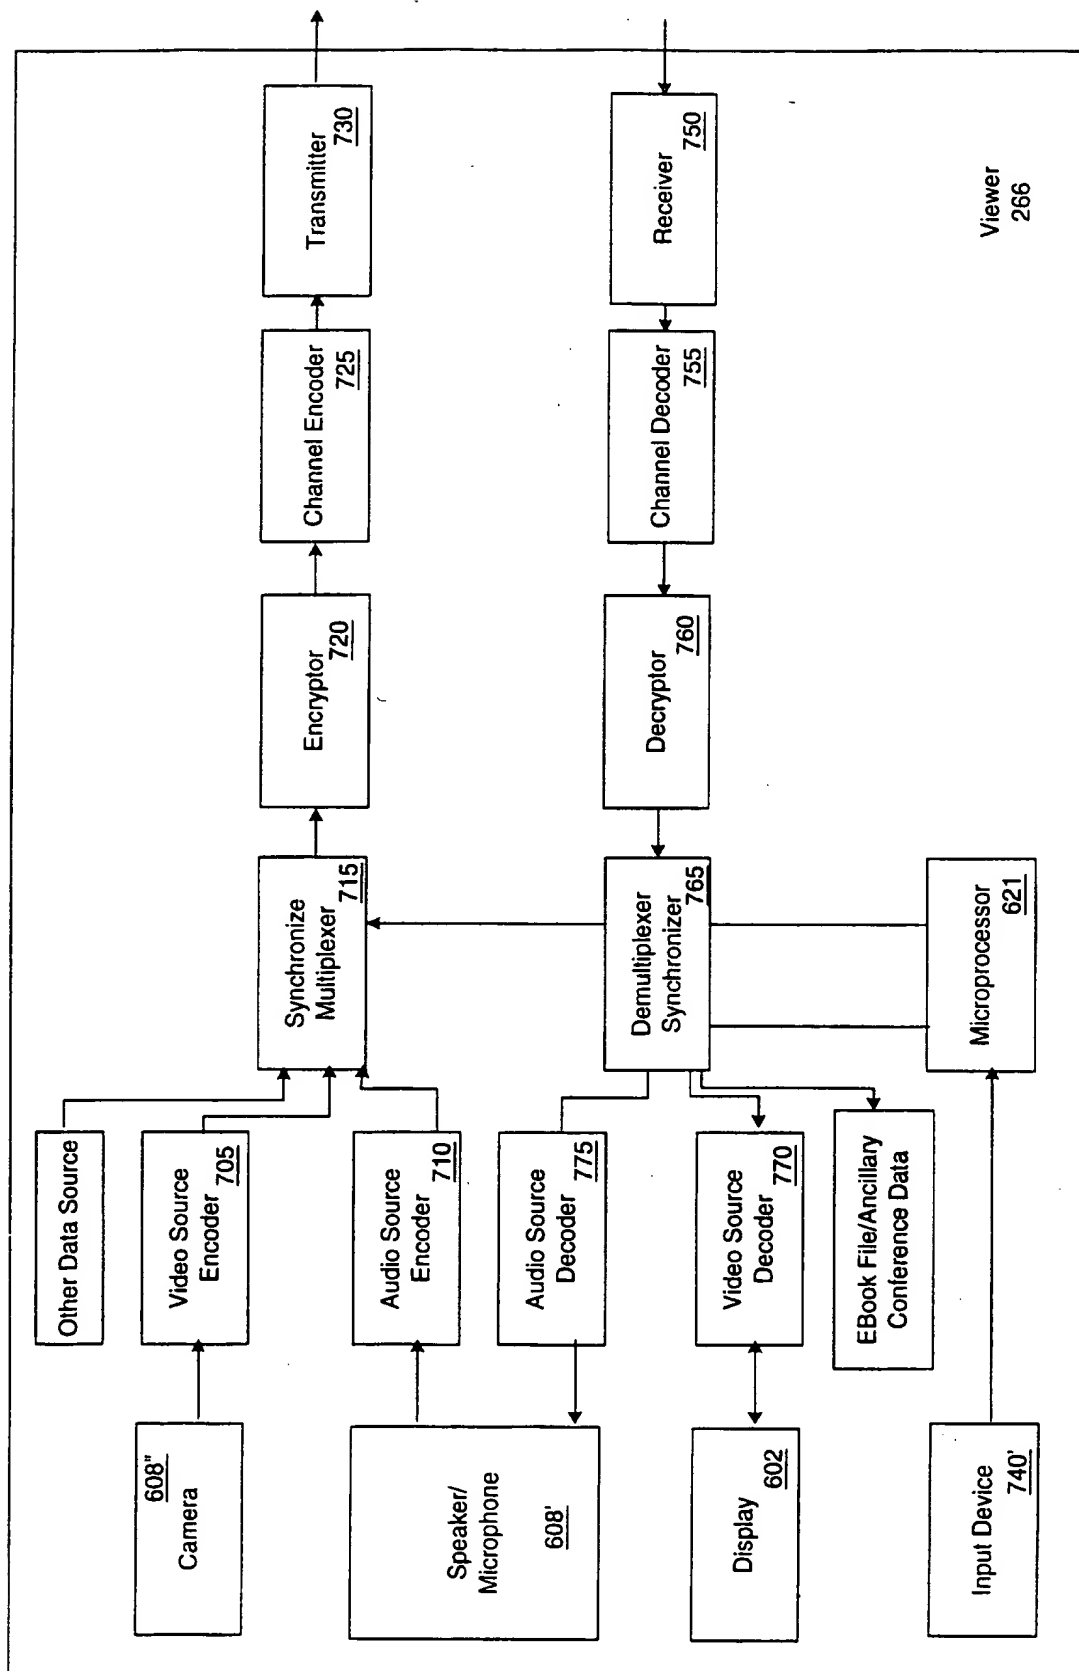 Other Data Source
Camera
608"
Video Source
Encoder
705
Synchronize
Multiplexer
715
Encryptor
720
Channel Encoder
725
Transmitter
730
Speaker/
Microphone
608'
Audio Source
Encoder
710
Audio Source
Decoder
775
Display
602
Video Source
Decoder
770
Demultiplexer
Synchronizer
765
Decryptor
760
Channel Decoder
755
Receiver
750
EBook File/Ancillary
Conference Data
Input Device
740'
Microprocessor
621
Viewer
266